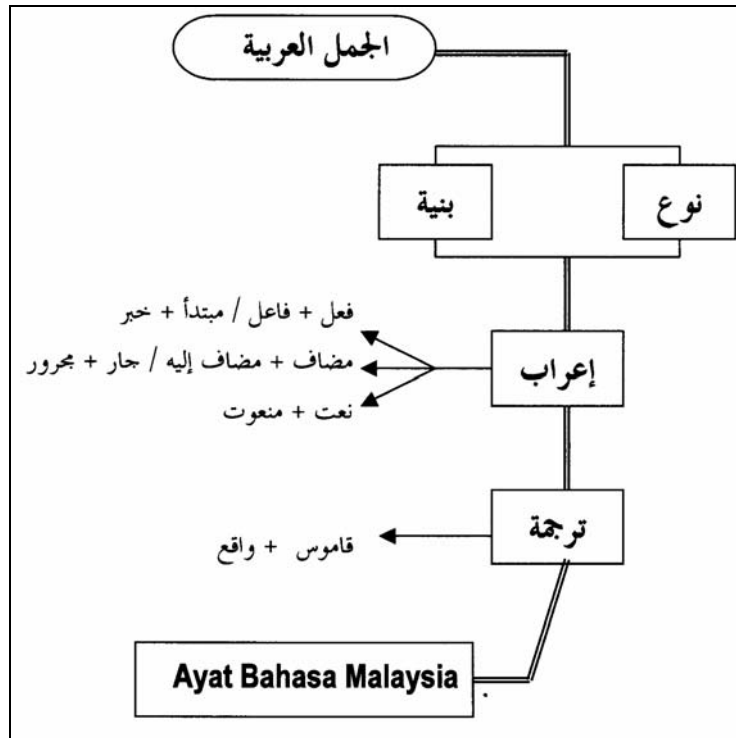 الجمل العربية
نوع
بنية
فعل + فاعل / مبتدأ + خبر
إعراب
مضاف + مضاف إليه / جار + مجرور
نعت + منعوت
ترجمة
قاموس + واقع
Ayat Bahasa Malaysia